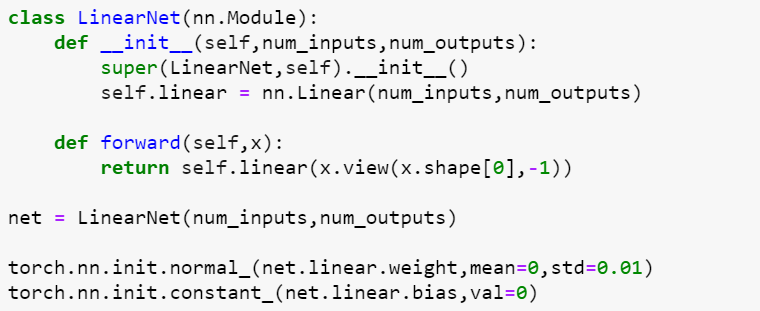 class LinearNet(nn.Module):
    def __init__(self,num_inputs,num_outputs):
        super(LinearNet,self).__init__()
        self.linear = nn.Linear(num_inputs,num_outputs)

    def forward(self,x):
        return self.linear(x.view(x.shape[0],-1))

net = LinearNet(num_inputs,num_outputs)

torch.nn.init.normal_(net.linear.weight,mean=0,std=0.01)
torch.nn.init.constant_(net.linear.bias,val=0)